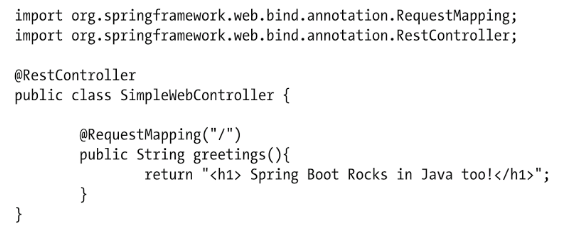 import org.springframework.web.bind.annotation.RequestMapping;
import org.springframework.web.bind.annotation.RestController;

@RestController
public class SimpleWebController {

        @RequestMapping("/")
        public String greetings(){
                return "<h1> Spring Boot Rocks in Java too!</h1>";
        }
}